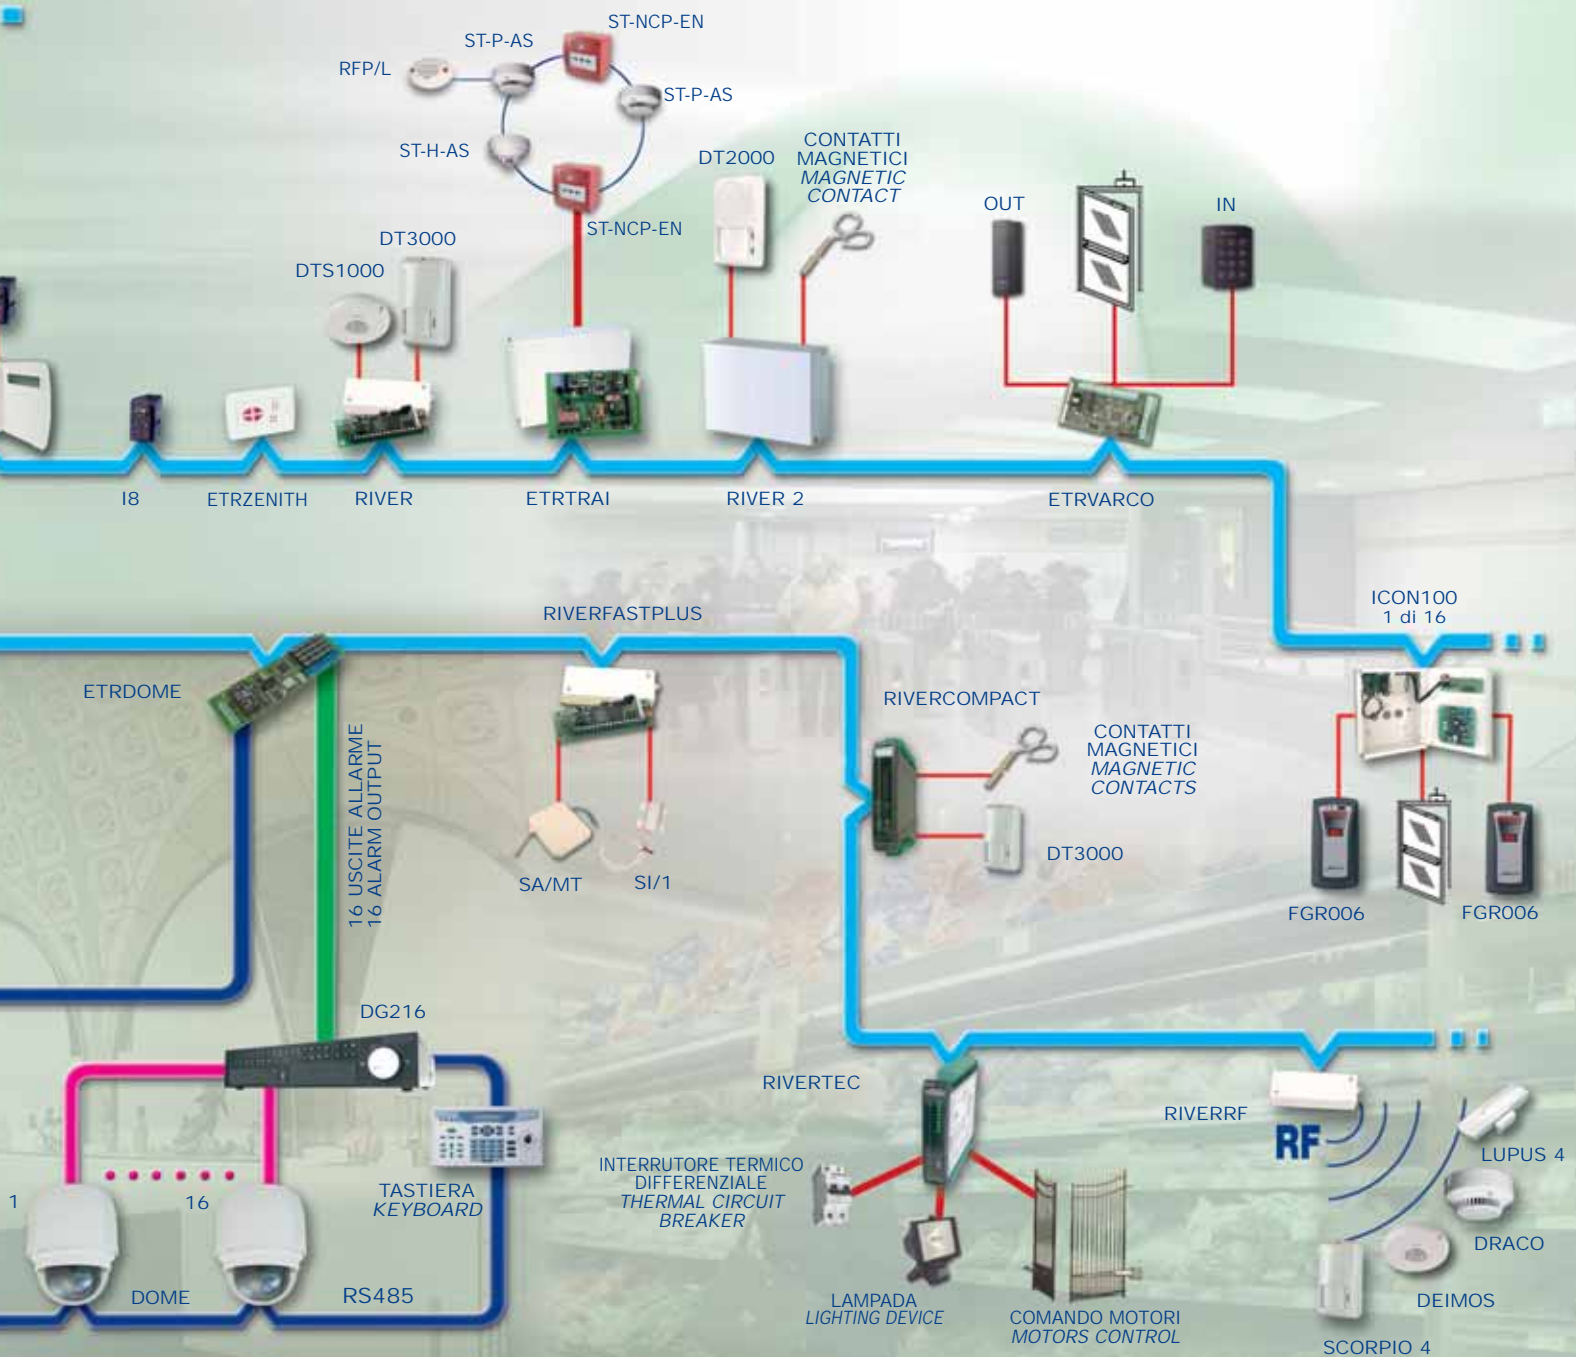 ST-NCP-EN
ST-P-AS
RFP/L
ST-P-AS
ST-H-AS
ST-NCP-EN
DT3000
DTS1000
DT2000
CONTATTI
MAGNETICI
MAGNETIC
CONTACT
OUT
IN
I8
ETRZENITH
RIVER
ETRTRAI
RIVER 2
ETRVARCO
ICON100
1 di 16
RIVERFASTPLUS
ETRDOME
16 USCITE ALLARME
16 ALARM OUTPUT
SA/MT
SI/1
RIVERCOMPACT
CONTATTI
MAGNETICI
MAGNETIC
CONTACTS
DT3000
FGR006
FGR006
DG216
1
16
TASTIERA
KEYBOARD
DOME
RS485
RIVERTEC
INTERRUTORE TERMICO
DIFFERENZIALE
THERMAL CIRCUIT
BREAKER
LAMPADA
LIGHTING DEVICE
COMANDO MOTORI
MOTORS CONTROL
RIVERRF
RF
LUPUS 4
DRACO
DEIMOS
SCORPIO 4